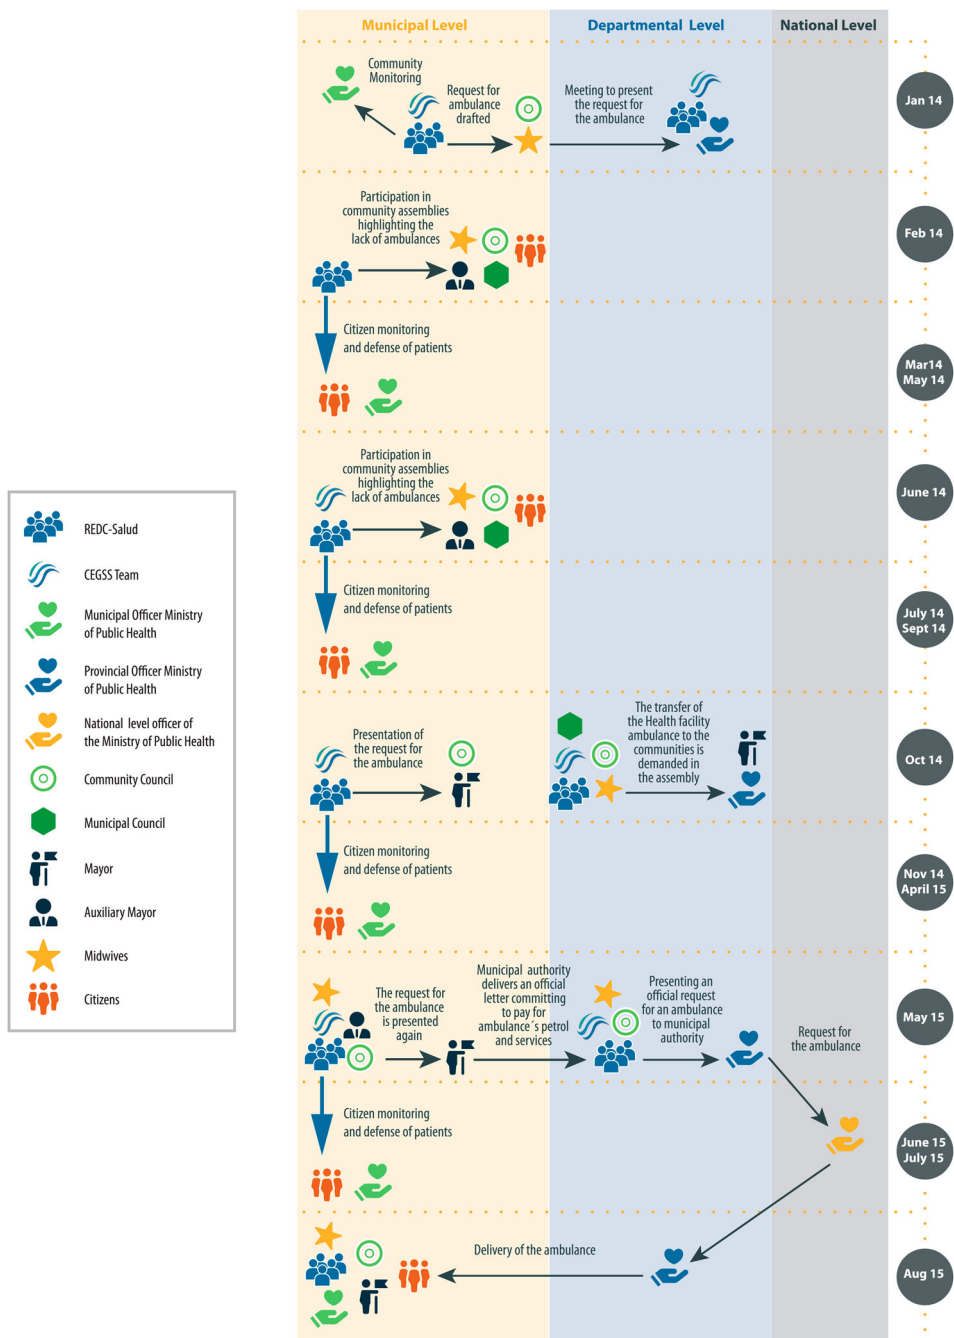 Municipal Level
Departmental Level
National Level
Community
Monitoring
Request for
ambulance
drafted
Meeting to present
the request for
the ambulance
Jan 14
Participation in
community assemblies
highlighting the
lack of ambulances
Feb 14
Citizen monitoring
and defense of patients
Mar14
May 14
Participation in
community assemblies
highlighting the
lack of ambulances
June 14
Citizen monitoring
and defense of patients
July 14
Sept 14
Presentation of
the request for
the ambulance
The transfer of
the Health facility
ambulance to the
communities is
demanded in
the assembly
Oct 14
Citizen monitoring
and defense of patients
Nov 14
April 15
The request for
the ambulance
is presented
again
Municipal authority
delivers an official
letter committing
to pay for
ambulance´s petrol
and services
Presenting an
official request
for an ambulance
to municipal
authority
Request for
the ambulance
May 15
Citizen monitoring
and defense of patients
June 15
July 15
Delivery of the ambulance
Aug 15
REDC-Salud
CEGSS Team
Municipal Officer Ministry
of Public Health
Provincial Officer Ministry
of Public Health
National level officer of
the Ministry of Public Health
Community Council
Municipal Council
Mayor
Auxiliary Mayor
Midwives
Citizens